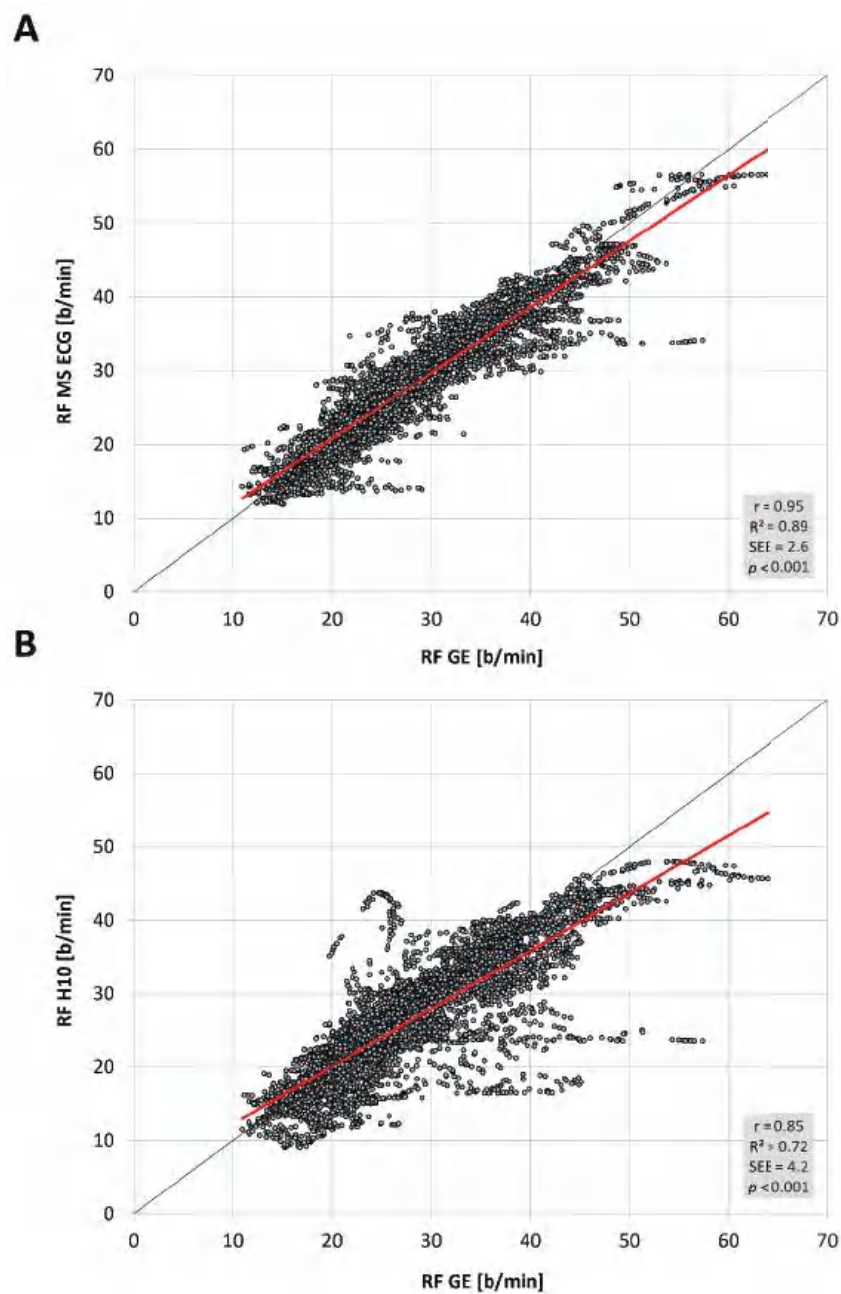 A
70
60
50
40
30
20
10
0
RF MS ECG [b/min]
r = 0.95
R² = 0.89
SEE = 2.6
p < 0.001
0 10 20 30 40 50 60 70
RF GE [b/min]
B
70
60
50
40
30
20
10
0
RF H10 [b/min]
r = 0.85
R² = 0.72
SEE = 4.2
p < 0.001
0 10 20 30 40 50 60 70
RF GE [b/min]